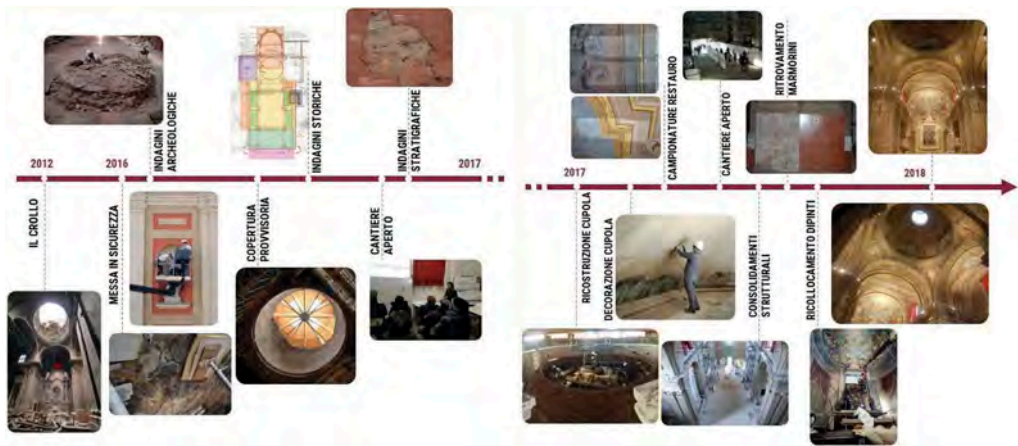 2012
2016
2017
IL CROLLO
MESSA IN SICUREZZA
INDAGINI
ARCHEOLOGICHE
COPERTURA
PROVVISORIA
INDAGINI STORICHE
CANTIERE
APERTO
INDAGINI
STRATIGRAFICHE
2017
2018
RICOSTRUZIONE CUPOLA
DECORAZIONE CUPOLA
CAMPIONATURE RESTAURO
CANTIERE APERTO
CONSOLIDAMENTI
STRUTTURALI
RITROVAMENTO
MARMORINI
RICOLLOCAMENTO DIPINTI